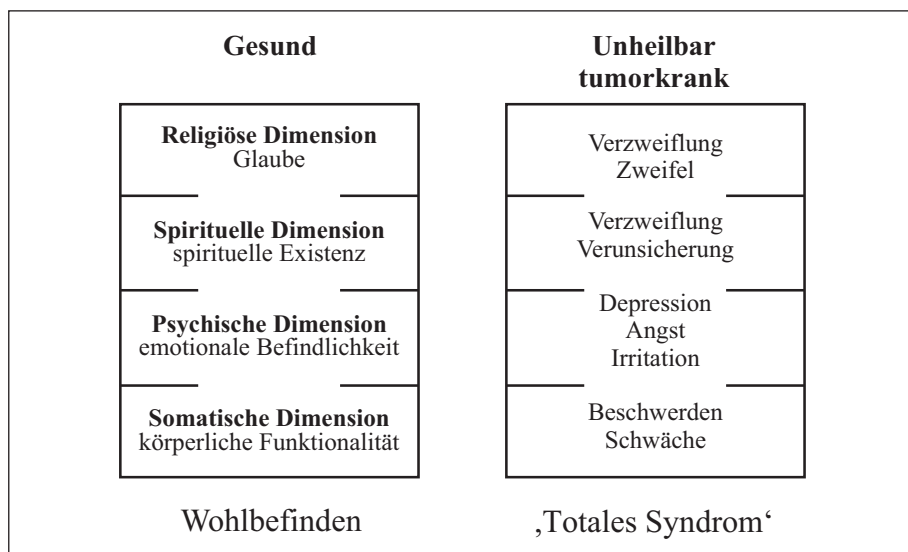 Gesund
Religiöse Dimension
Glaube
Spirituelle Dimension
spirituelle Existenz
Psychische Dimension
emotionale Befindlichkeit
Somatische Dimension
körperliche Funktionalität
Wohlbefinden
Unheilbar
tumorkrank
Verzweiflung
Zweifel
Verzweiflung
Verunsicherung
Depression
Angst
Irritation
Beschwerden
Schwäche
‚Totales Syndrom‘